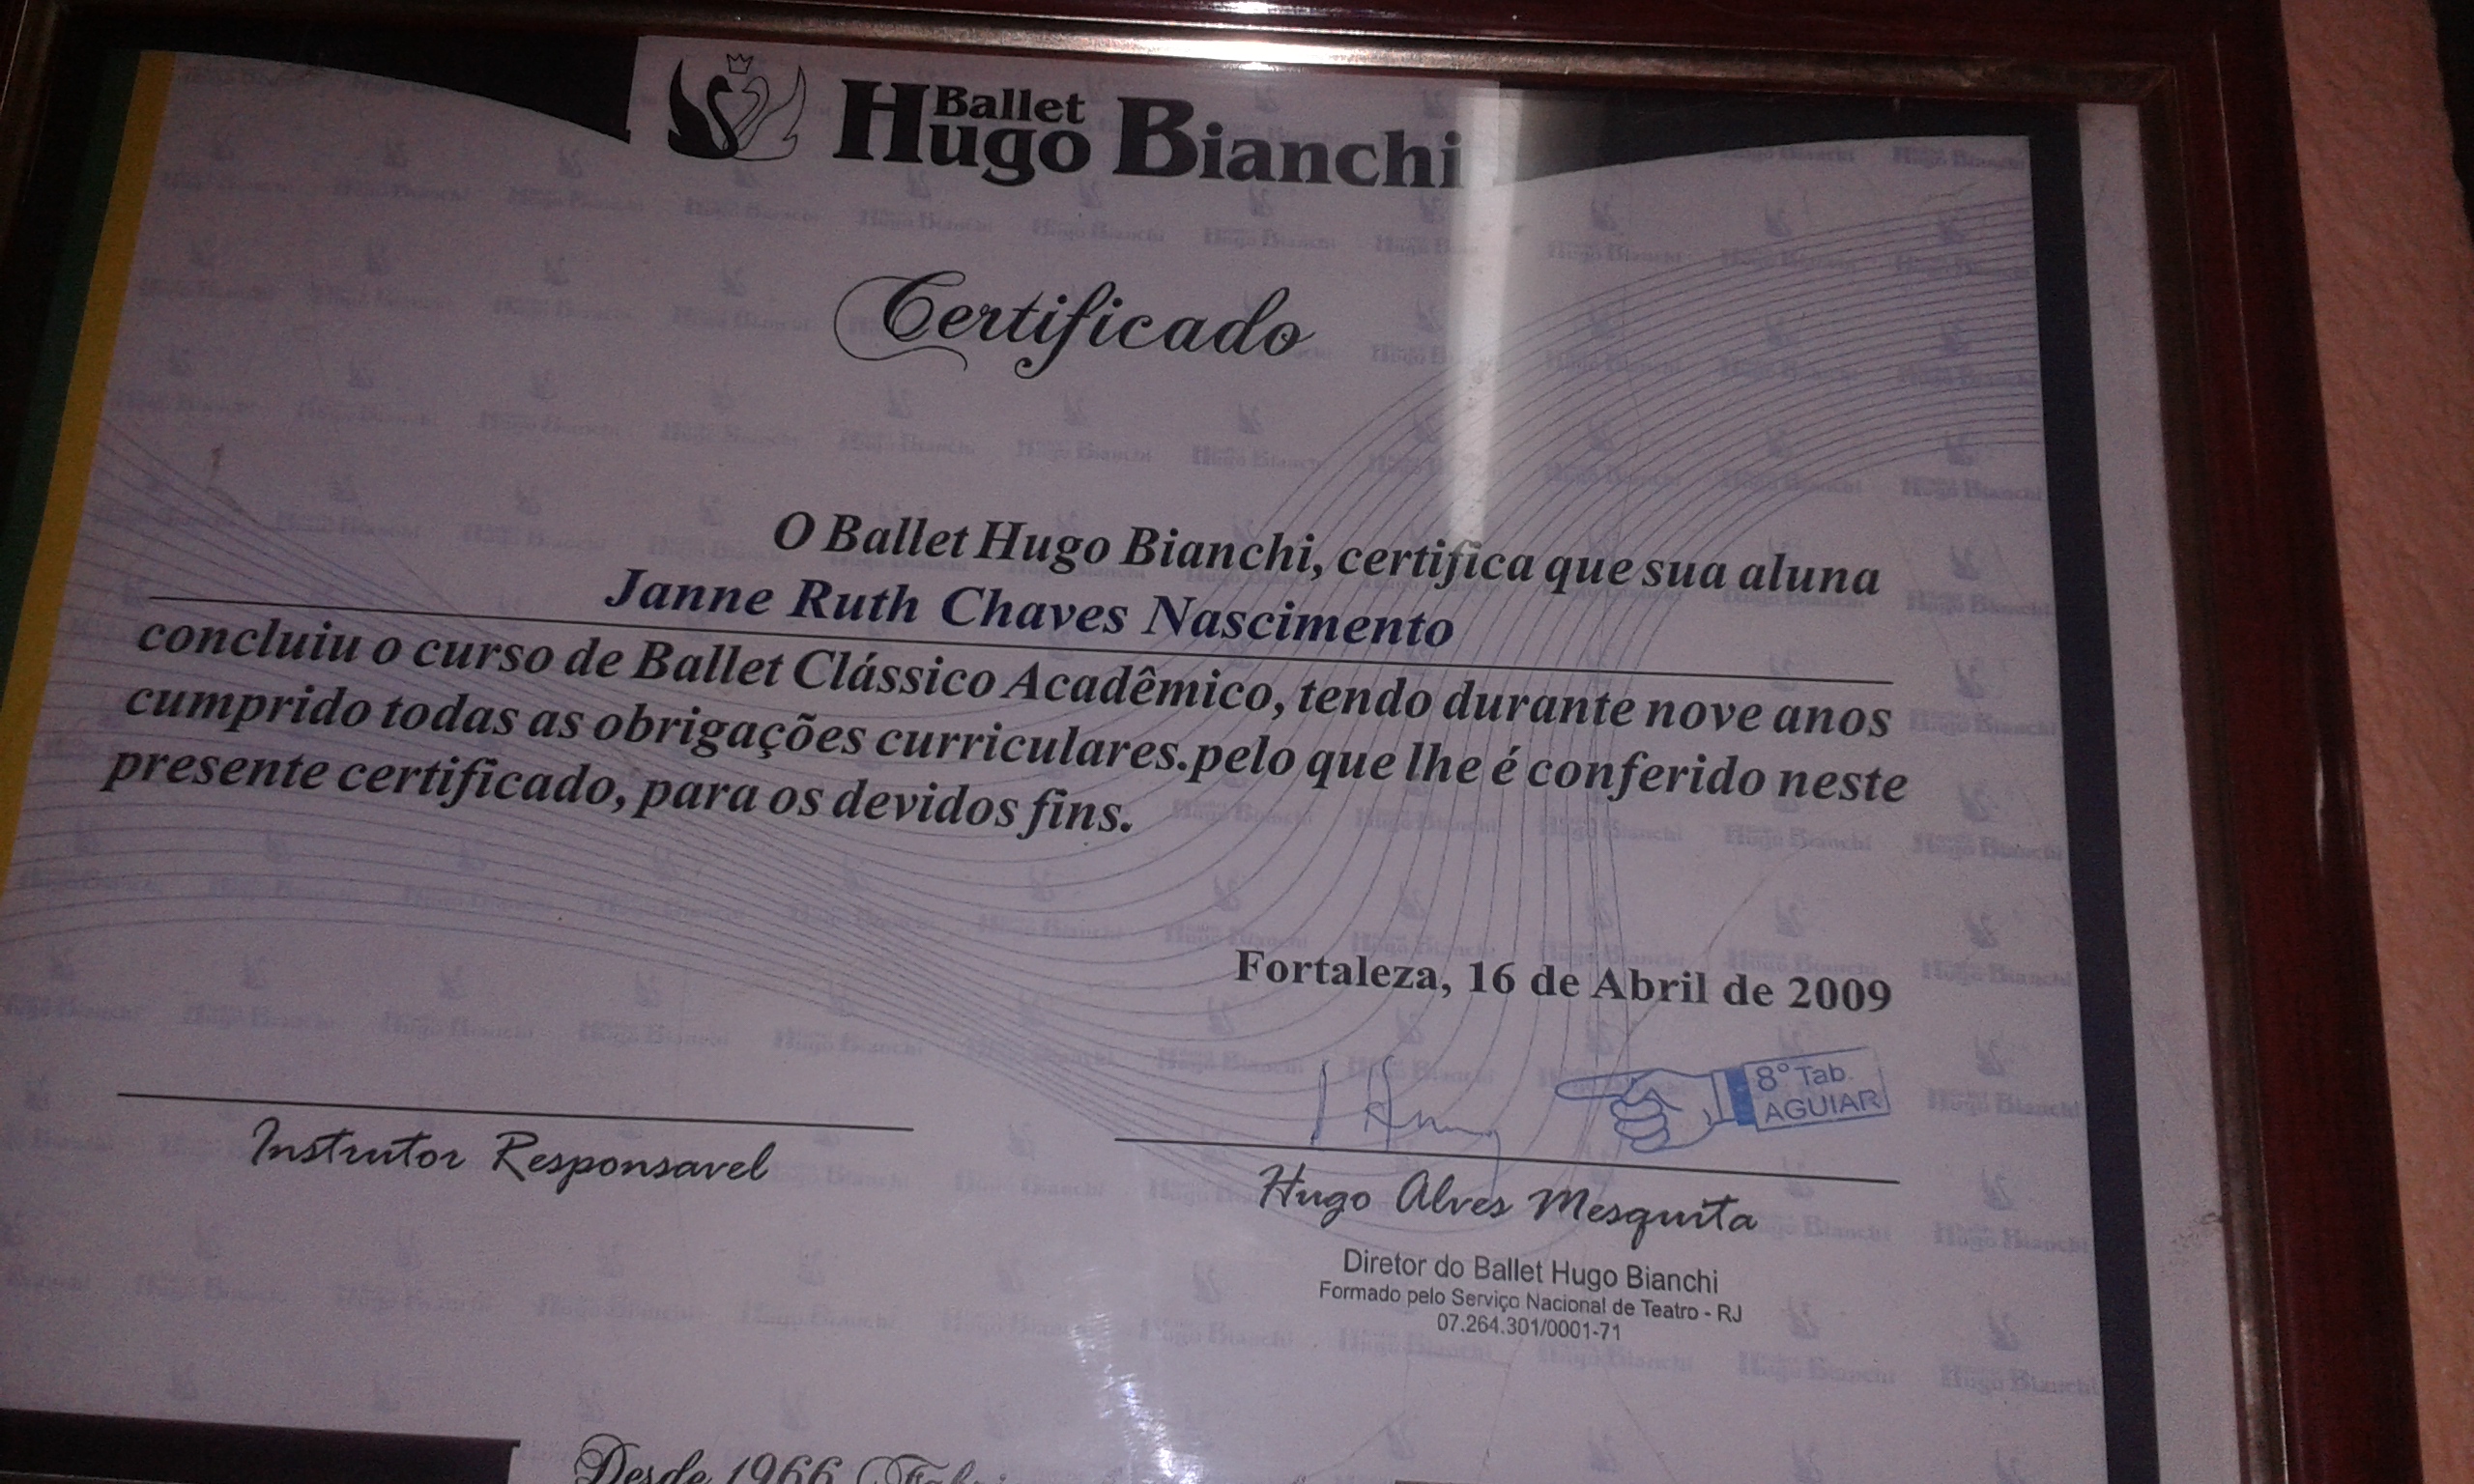 Ballet
Hugo Bianchi
Certificado
O Ballet Hugo Bianchi, certifica que sua aluna
Janne Ruth Chaves Nascimento
concluiu o curso de Ballet Clássico Acadêmico, tendo durante nove anos
cumprido todas as obrigações curriculares.pelo que lhe é conferido neste
presente certificado, para os devidos fins.
Fortaleza, 16 de Abril de 2009
8° Tab.
AGUIAR
Instrutor Responsavel
Hugo Alves Mesquita
Diretor do Ballet Hugo Bianchi
Formado pelo Serviço Nacional de Teatro - RJ
07.264.301/0001-71
Desde 1966